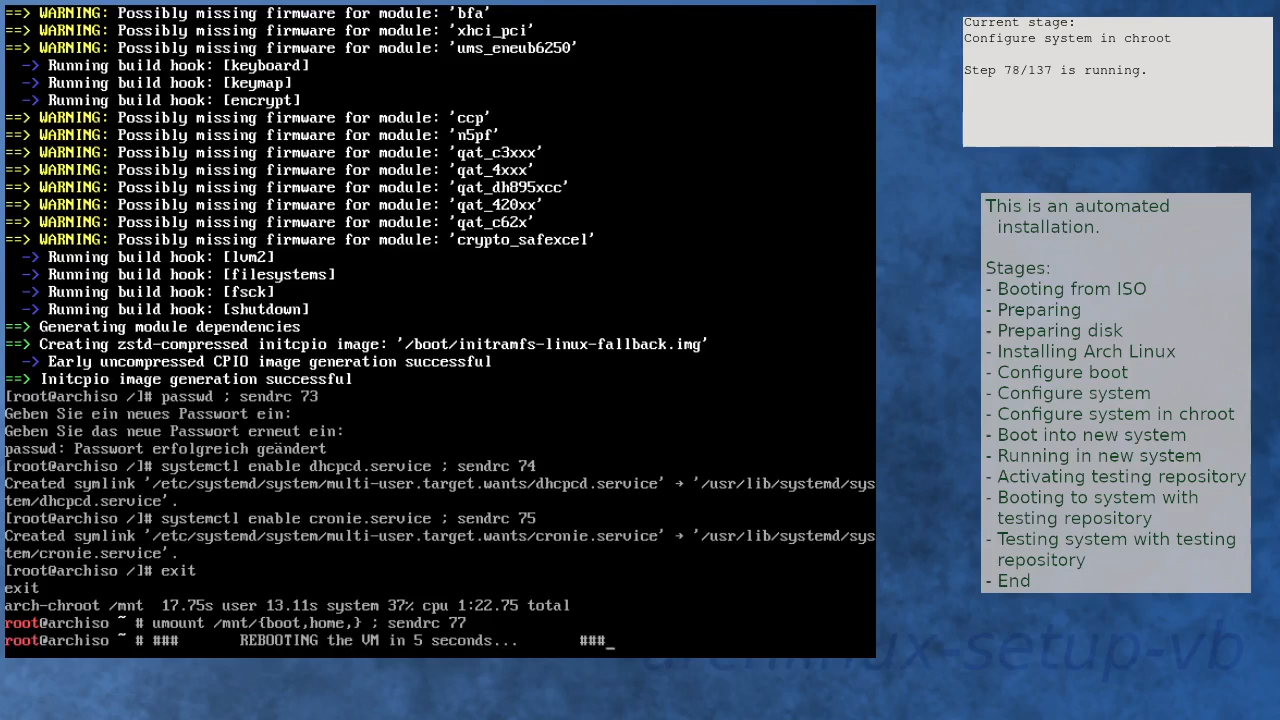 ==> WARNING: Possibly missing firmware for module: 'bfa'
==> WARNING: Possibly missing firmware for module: 'xhci_pci'
==> WARNING: Possibly missing firmware for module: 'ums_eneub6250'
-> Running build hook: [keyboard]
-> Running build hook: [keymap]
-> Running build hook: [encrypt]
==> WARNING: Possibly missing firmware for module: 'ccp'
==> WARNING: Possibly missing firmware for module: 'n5pf'
==> WARNING: Possibly missing firmware for module: 'qat_c3xxx'
==> WARNING: Possibly missing firmware for module: 'qat_4xxx'
==> WARNING: Possibly missing firmware for module: 'qat_dh895xcc'
==> WARNING: Possibly missing firmware for module: 'qat_420xx'
==> WARNING: Possibly missing firmware for module: 'qat_c62x'
==> WARNING: Possibly missing firmware for module: 'crypto_safexcel'
-> Running build hook: [lvm2]
-> Running build hook: [filesystems]
-> Running build hook: [fsck]
-> Running build hook: [shutdown]
==> Generating module dependencies
==> Creating zstd-compressed initcpio image: '/boot/initramfs-linux-fallback.img'
-> Early uncompressed CPIO image generation successful
==> Initcpio image generation successful
[root@archiso /]# passwd ; sendrc 73
Geben Sie ein neues Passwort ein:
Geben Sie das neue Passwort erneut ein:
passwd: Passwort erfolgreich geändert
[root@archiso /]# systemctl enable dhcpcd.service ; sendrc 74
Created symlink '/etc/systemd/system/multi-user.target.wants/dhcpcd.service' → '/usr/lib/systemd/sys
tem/dhcpcd.service'.
[root@archiso /]# systemctl enable cronie.service ; sendrc 75
Created symlink '/etc/systemd/system/multi-user.target.wants/cronie.service' → '/usr/lib/systemd/sys
tem/cronie.service'.
[root@archiso /]# exit
exit
arch-chroot /mnt  17.75s user 13.11s system 37% cpu 1:22.75 total
root@archiso ~ # umount /mnt/{boot,home,} ; sendrc 77
root@archiso ~ # ###       REBOOTING the VM in 5 seconds...       ###_
Current stage:
Configure system in chroot
Step 78/137 is running.
This is an automated
installation.
Stages:
- Booting from ISO
- Preparing
- Preparing disk
- Installing Arch Linux
- Configure boot
- Configure system
- Configure system in chroot
- Boot into new system
- Running in new system
- Activating testing repository
- Booting to system with
testing repository
- Testing system with testing
repository
- End
archlinux-setup-vb